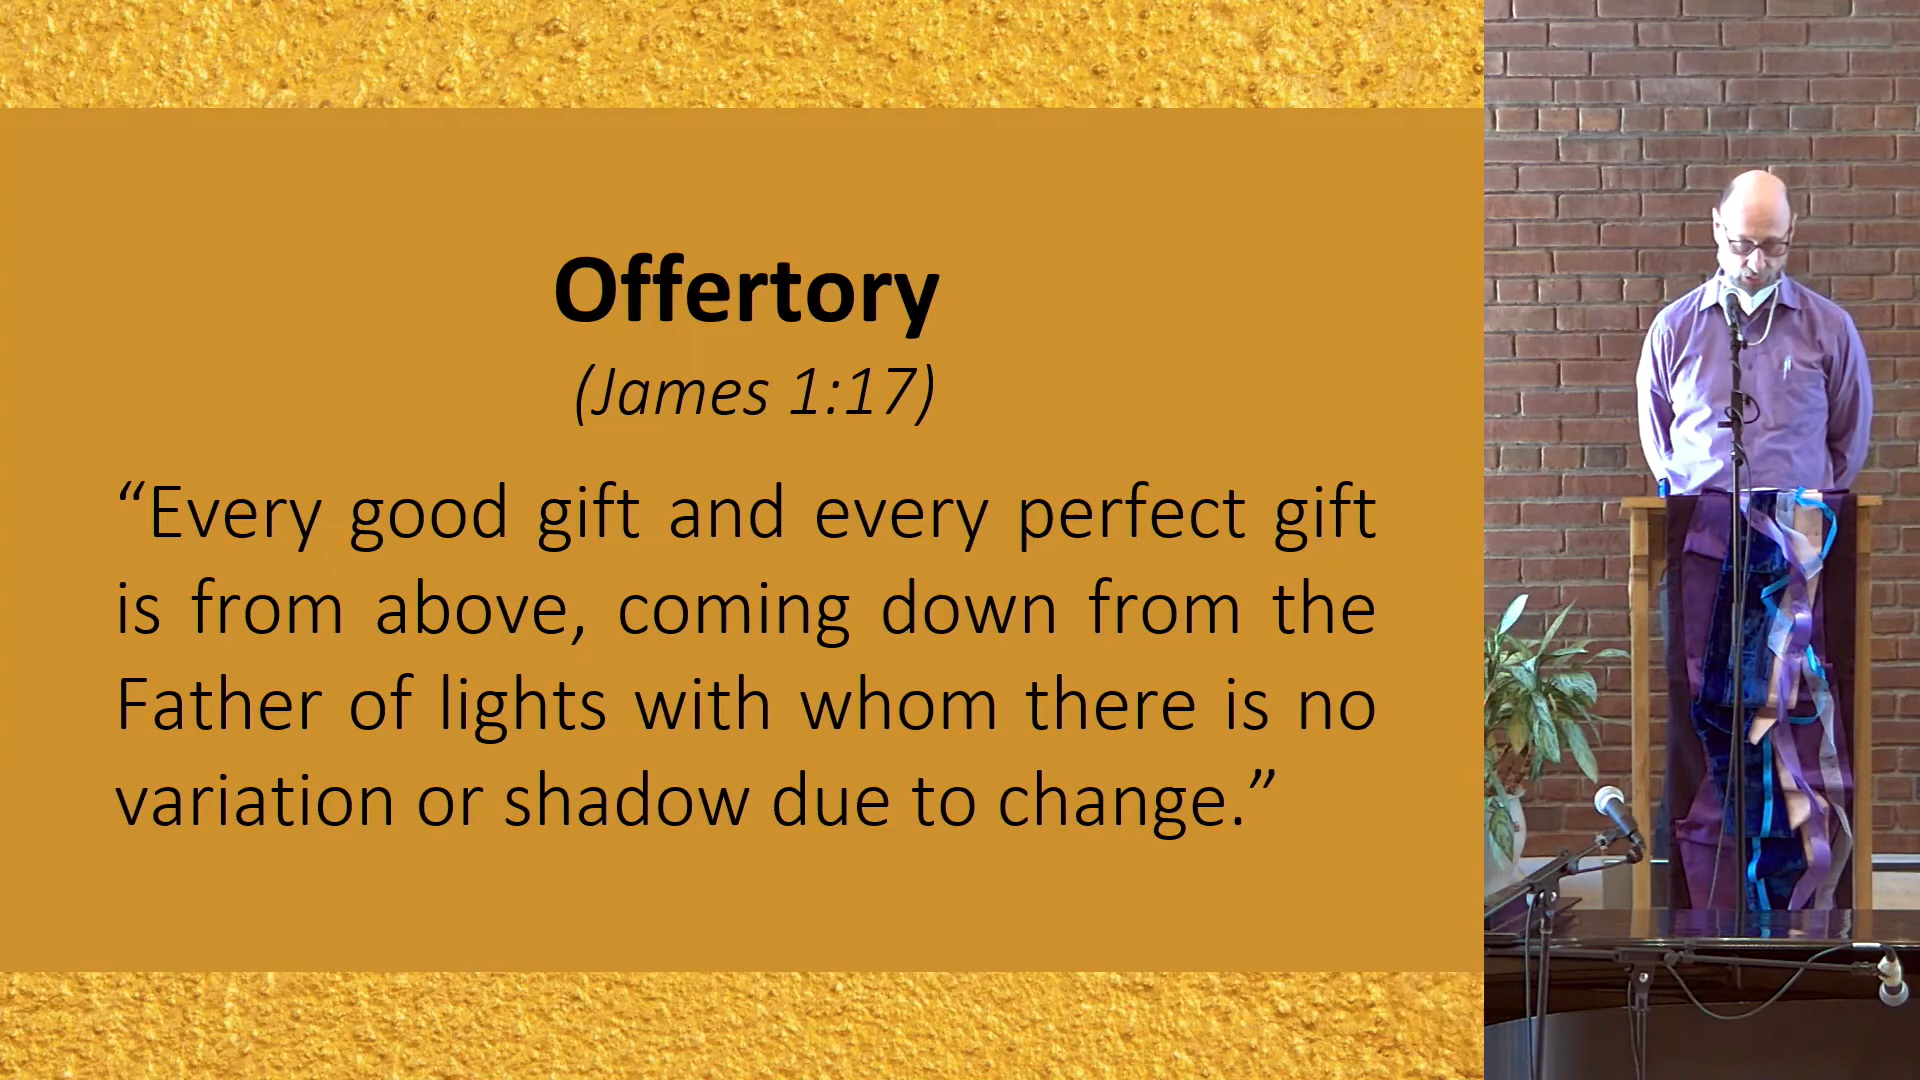 Offertory
(James 1:17)
“Every good gift and every perfect gift
is from above, coming down from the
Father of lights with whom there is no
variation or shadow due to change.”